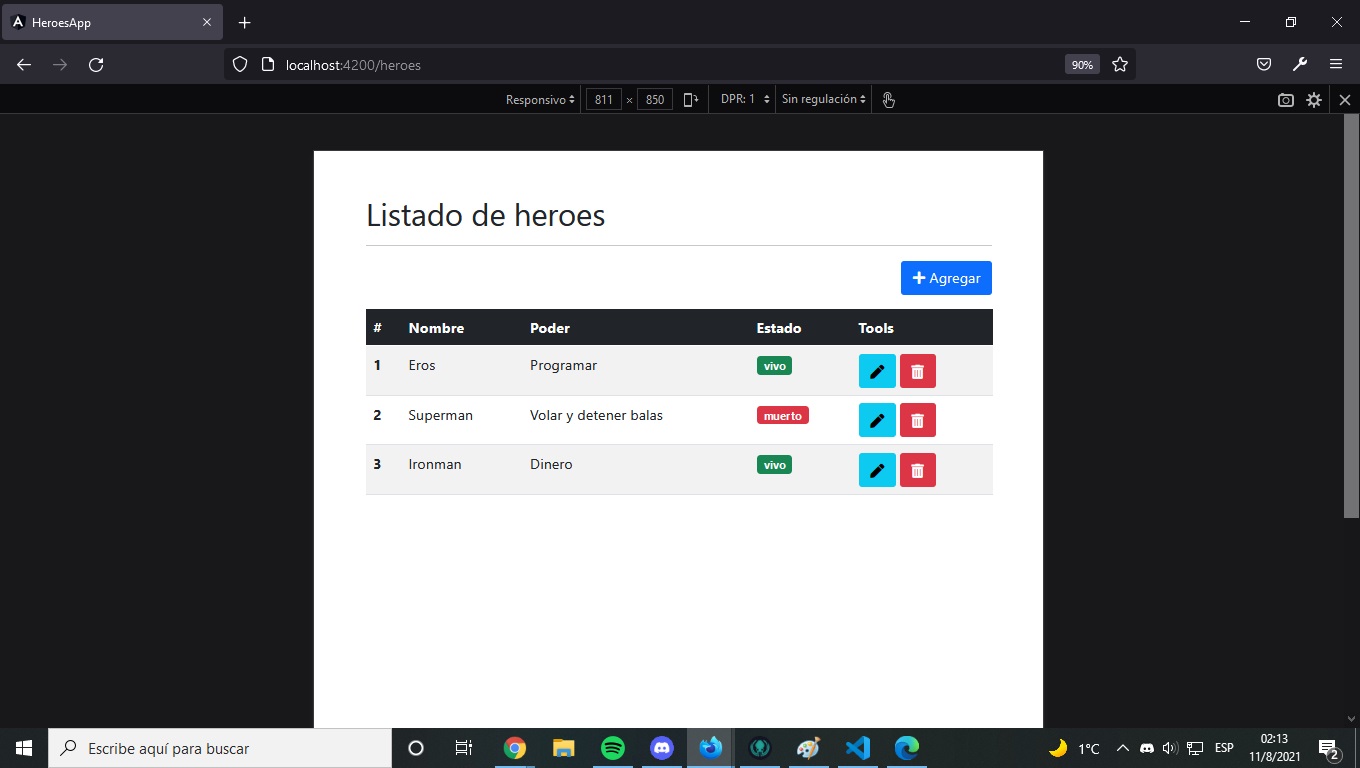 HeroesApp
localhost:4200/heroes
90%
Responsivo 811 × 850 DPR: 1 Sin regulación
Listado de heroes
Agregar
# Nombre Poder Estado Tools
1 Eros Programar vivo
2 Superman Volar y detener balas muerto
3 Ironman Dinero vivo
Escribe aquí para buscar
1°C
ESP
02:13
11/8/2021
2